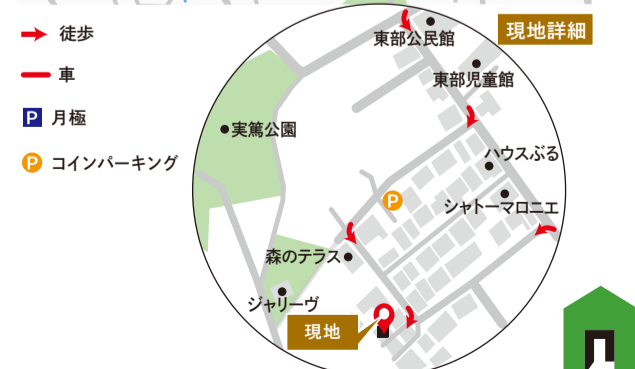 徒歩
車
P 月極
P コインパーキング
現地詳細
東部公民館
東部児童館
実篤公園
ハウスぶる
シャトーマロニエ
P
森のテラス
ジャリーヴ
現地